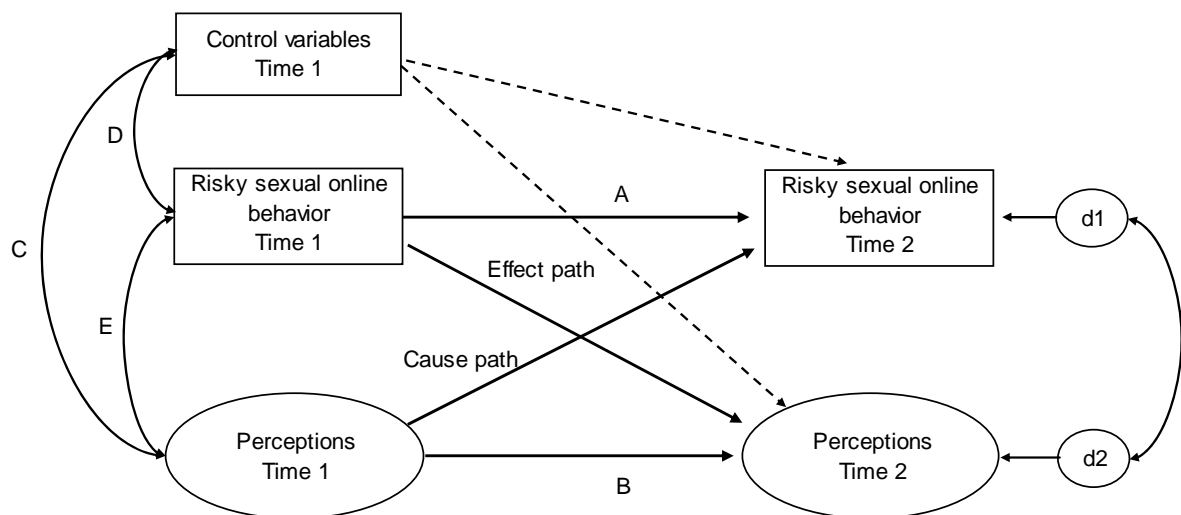 Control variables
Time 1
D
Risky sexual online
behavior
Time 1
A
Risky sexual online
behavior
Time 2
d1
C
Effect path
E
Cause path
Perceptions
Time 1
B
Perceptions
Time 2
d2